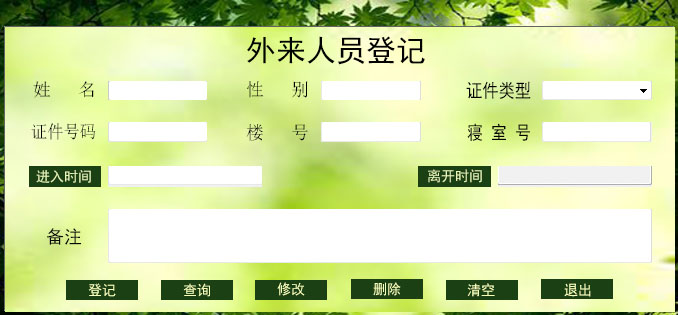 外来人员登记
姓 名 性 别 证件类型
证件号码 楼 号 寝 室 号
进入时间 离开时间
备注
登记 查询 修改 删除 清空 退出